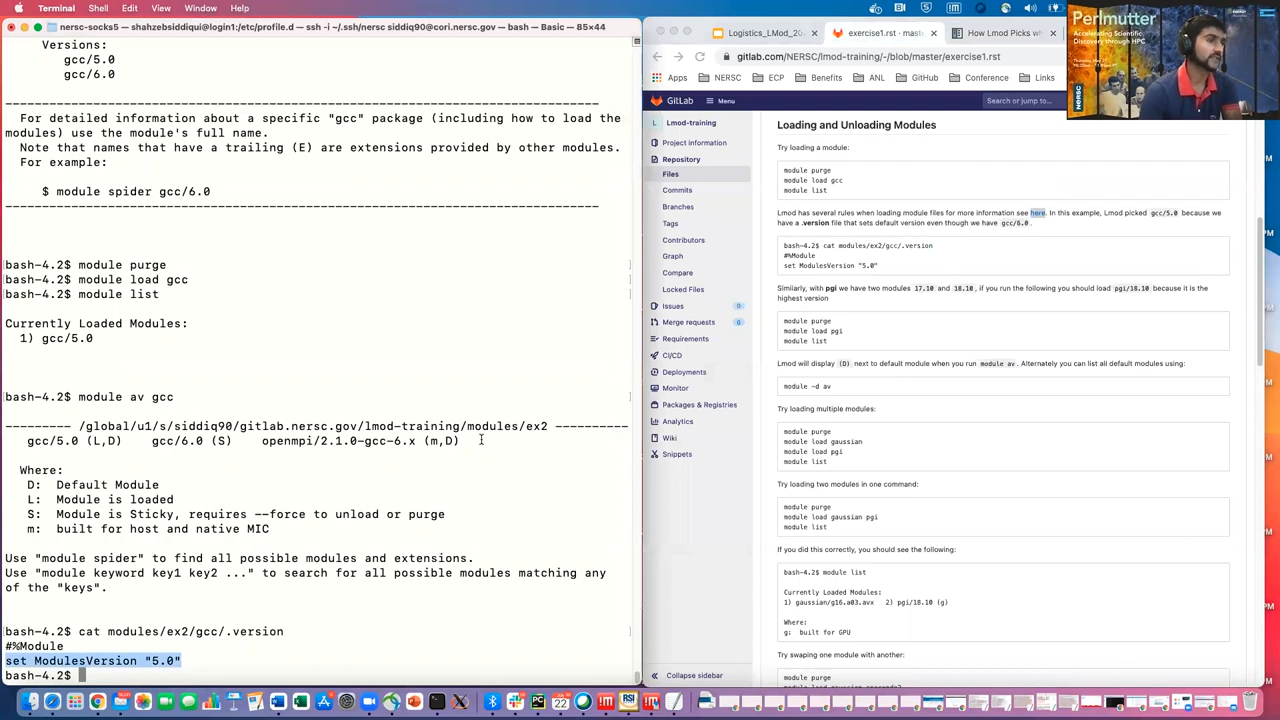 Shell Edit View Window Help
nersc-socks5 — shahzebsiddiqui@login1:/etc/profile.d — ssh -i ~/.ssh/nersc siddiq90@cori.nersc.gov — bash — Basic — 85x44
Versions:
gcc/5.0
gcc/6.0
----------------------------------------------------------------------------------
For detailed information about a specific "gcc" package (including how to load the
modules) use the module's full name.
Note that names that have a trailing (E) are extensions provided by other modules.
For example:
$ module spider gcc/6.0
----------------------------------------------------------------------------------
bash-4.2$ module purge
bash-4.2$ module load gcc
bash-4.2$ module list
Currently Loaded Modules:
1) gcc/5.0
bash-4.2$ module av gcc
--------- /global/u1/s/siddiq90/gitlab.nersc.gov/lmod-training/modules/ex2 ----------
gcc/5.0 (L,D) gcc/6.0 (S) openmpi/2.1.0-gcc-6.x (m,D)
Where:
D: Default Module
L: Module is loaded
S: Module is Sticky, requires --force to unload or purge
m: built for host and native MIC
Use "module spider" to find all possible modules and extensions.
Use "module keyword key1 key2 ..." to search for all possible modules matching any
of the "keys".
bash-4.2$ cat modules/ex2/gcc/.version
#%Module
set ModulesVersion "5.0"
bash-4.2$
Logistics_LMod_20
exercise1.rst · mast
How Lmod Picks wh
gitlab.com/NERSC/lmod-training/-/blob/master/exercise1.rst
Apps NERSC ECP Benefits ANL GitHub Conference Links
GitLab Menu Search or jump to...
L Lmod-training
Project information
Repository
Files
Commits
Branches
Tags
Contributors
Graph
Compare
Locked Files
Issues 0
Merge requests 0
Requirements
CI/CD
Deployments
Monitor
Packages & Registries
Analytics
Wiki
Snippets
Collapse sidebar
Loading and Unloading Modules
Try loading a module:
module purge
module load gcc
module list
Lmod has several rules when loading module files for more information see here. In this example, Lmod picked gcc/5.0 because we
have a .version file that sets default version even though we have gcc/6.0 .
bash-4.2$ cat modules/ex2/gcc/.version
#%Module
set ModulesVersion "5.0"
Similarly, with pgi we have two modules 17.10 and 18.10, if you run the following you should load pgi/18.10 because it is the
highest version
module purge
module load pgi
module list
Lmod will display (D) next to default module when you run module av. Alternately you can list all default modules using:
module -d av
Try loading multiple modules:
module purge
module load gaussian
module load pgi
module list
Try loading two modules in one command:
module purge
module load gaussian pgi
module list
If you did this correctly, you should see the following:
bash-4.2$ module list
Currently Loaded Modules:
1) gaussian/g16.a03.avx 2) pgi/18.10 (g)
Where:
g: built for GPU
Try swaping one module with another:
module purge
Perlmutter
Accelerating Scientific
Discovery through HPC
NERSC